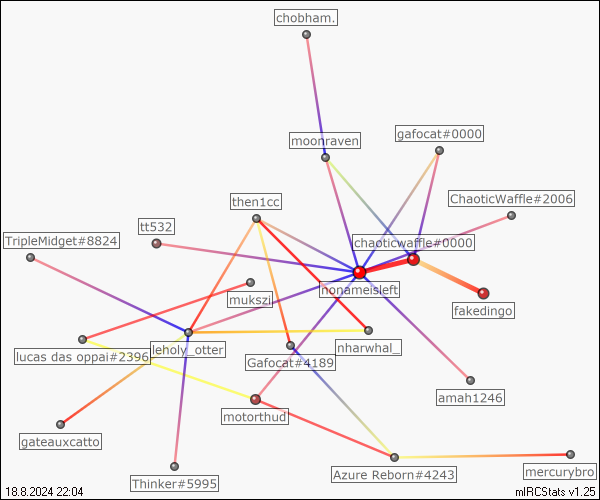 chobham.
moonraven
gafocat#0000
ChaoticWaffle#2006
then1cc
tt532
TripleMidget#8824
chaoticwaffle#0000
nonameisleft
mukszi
fakedingo
lucas das oppai#2396
leholy_otter
nharwhal_
Gafocat#4189
amah1246
motorthud
gateauxcatto
Thinker#5995
Azure Reborn#4243
mercurybro
18.8.2024 22:04
mIRCStats v1.25